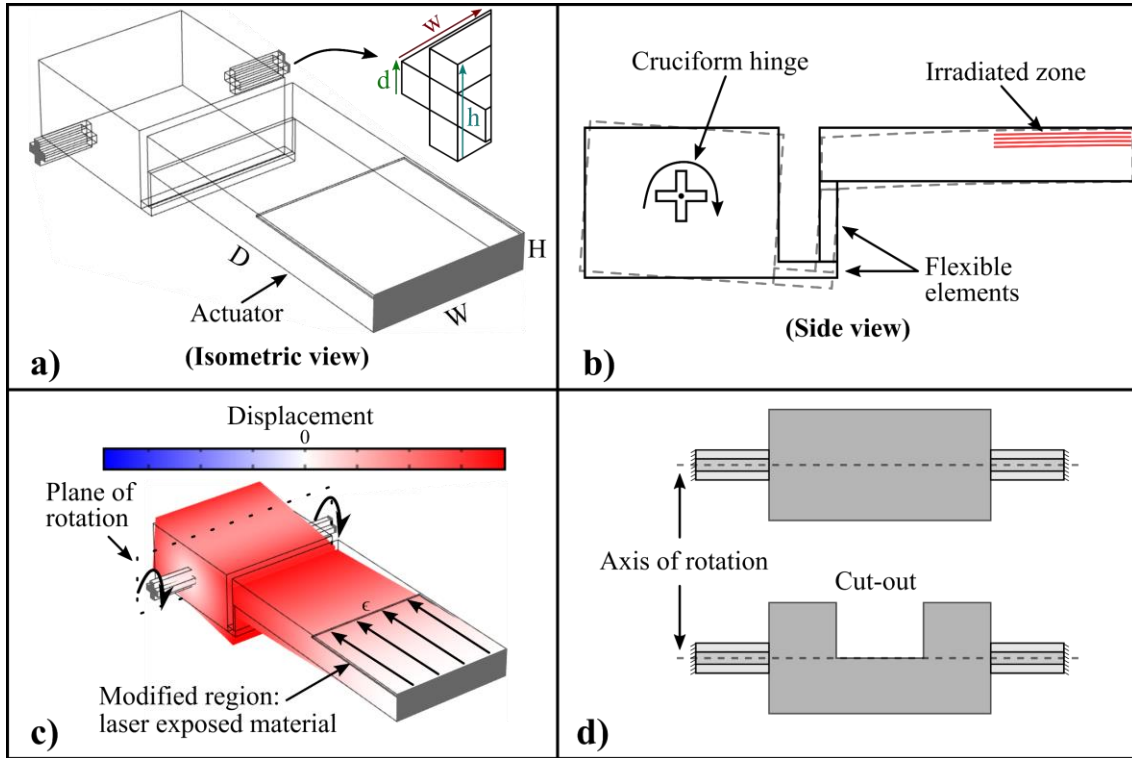 w
d
h
D
H
W
Actuator
(Isometric view)
a)
Cruciform hinge
Irradiated zone
Flexible
elements
(Side view)
b)
Displacement
0
Plane of
rotation
ϵ
Modified region:
laser exposed material
c)
Axis of rotation
Cut-out
d)